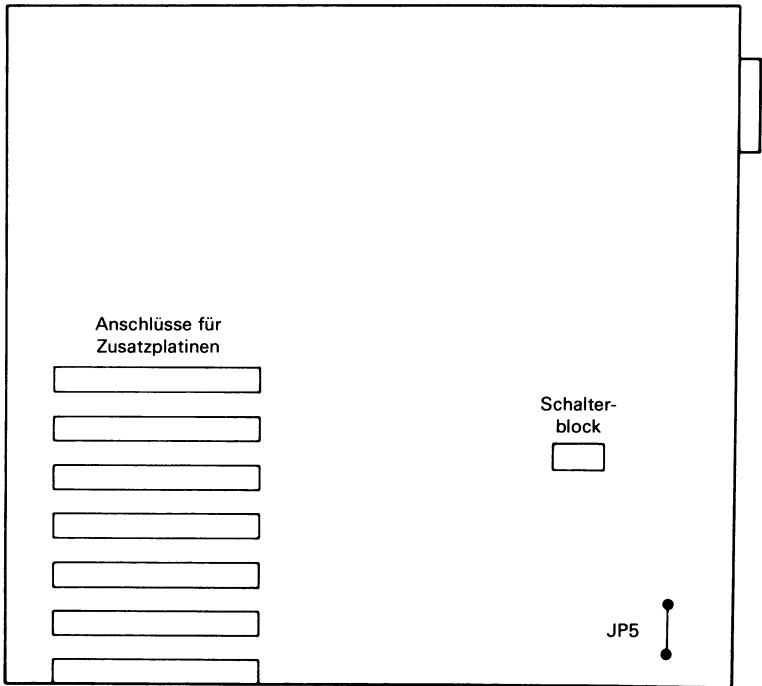 Anschlüsse für
Zusatzplatinen
Schalter-
block
JP5